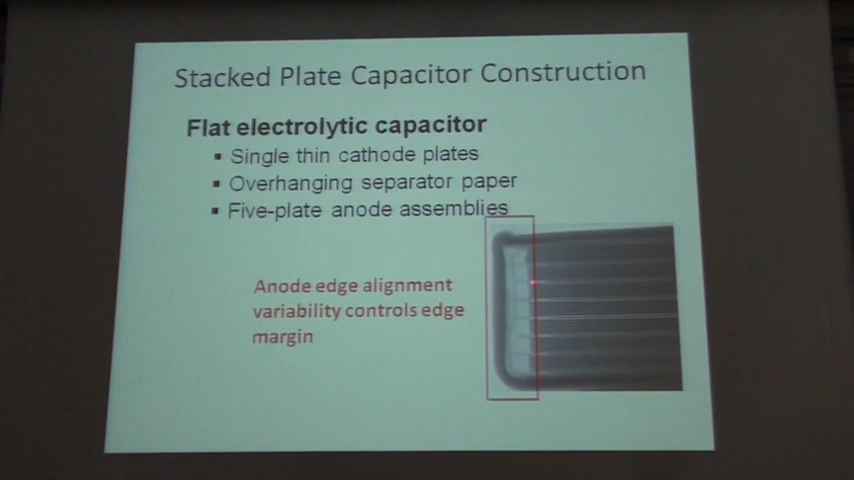 Stacked Plate Capacitor Construction
Flat electrolytic capacitor
▪ Single thin cathode plates
▪ Overhanging separator paper
▪ Five-plate anode assemblies
Anode edge alignment
variability controls edge
margin